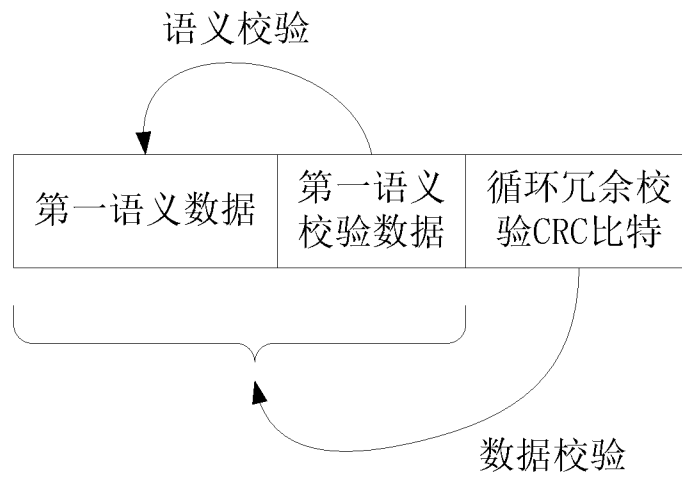 语义校验
第一语义数据
第一语义
校验数据
循环冗余校
验CRC比特
数据校验